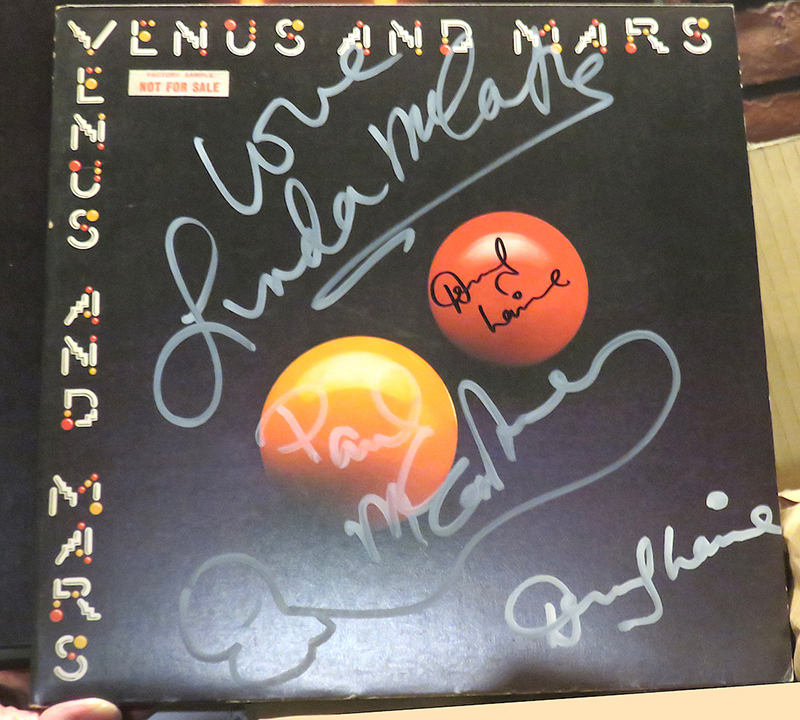 VENUS AND MARS
VENUS AND MARS
FACTORY SAMPLE
NOT FOR SALE
Love
Linda McCartney
Denny
Laine
Paul
McCartney
Denny Laine